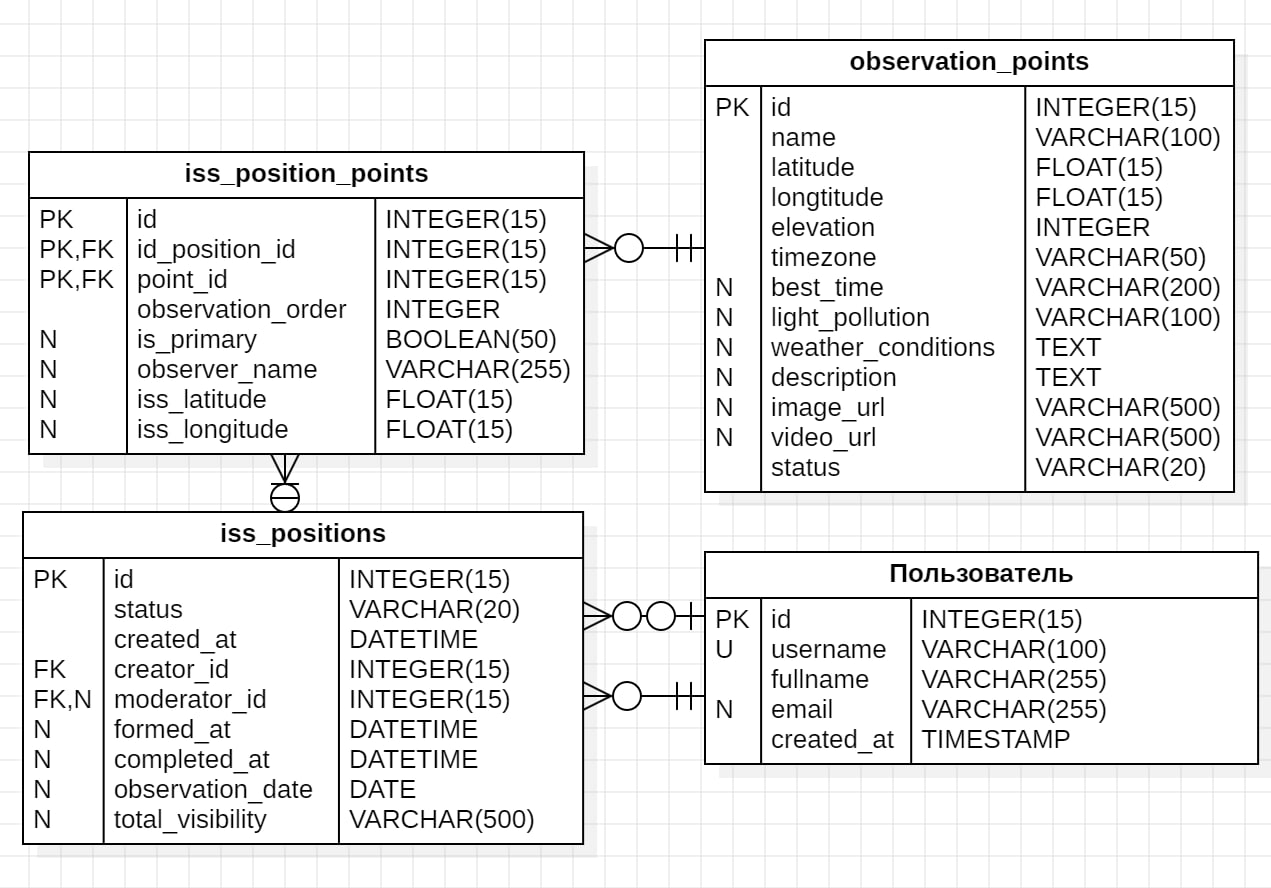 observation_points
PK id INTEGER(15)
name VARCHAR(100)
latitude FLOAT(15)
longtitude FLOAT(15)
elevation INTEGER
timezone VARCHAR(50)
N best_time VARCHAR(200)
N light_pollution VARCHAR(100)
N weather_conditions TEXT
N description TEXT
N image_url VARCHAR(500)
N video_url VARCHAR(500)
status VARCHAR(20)
iss_position_points
PK id INTEGER(15)
PK,FK id_position_id INTEGER(15)
PK,FK point_id INTEGER(15)
observation_order INTEGER
N is_primary BOOLEAN(50)
N observer_name VARCHAR(255)
N iss_latitude FLOAT(15)
N iss_longitude FLOAT(15)
iss_positions
PK id INTEGER(15)
status VARCHAR(20)
created_at DATETIME
FK creator_id INTEGER(15)
FK,N moderator_id INTEGER(15)
N formed_at DATETIME
N completed_at DATETIME
N observation_date DATE
N total_visibility VARCHAR(500)
Пользователь
PK id INTEGER(15)
U username VARCHAR(100)
fullname VARCHAR(255)
N email VARCHAR(255)
created_at TIMESTAMP